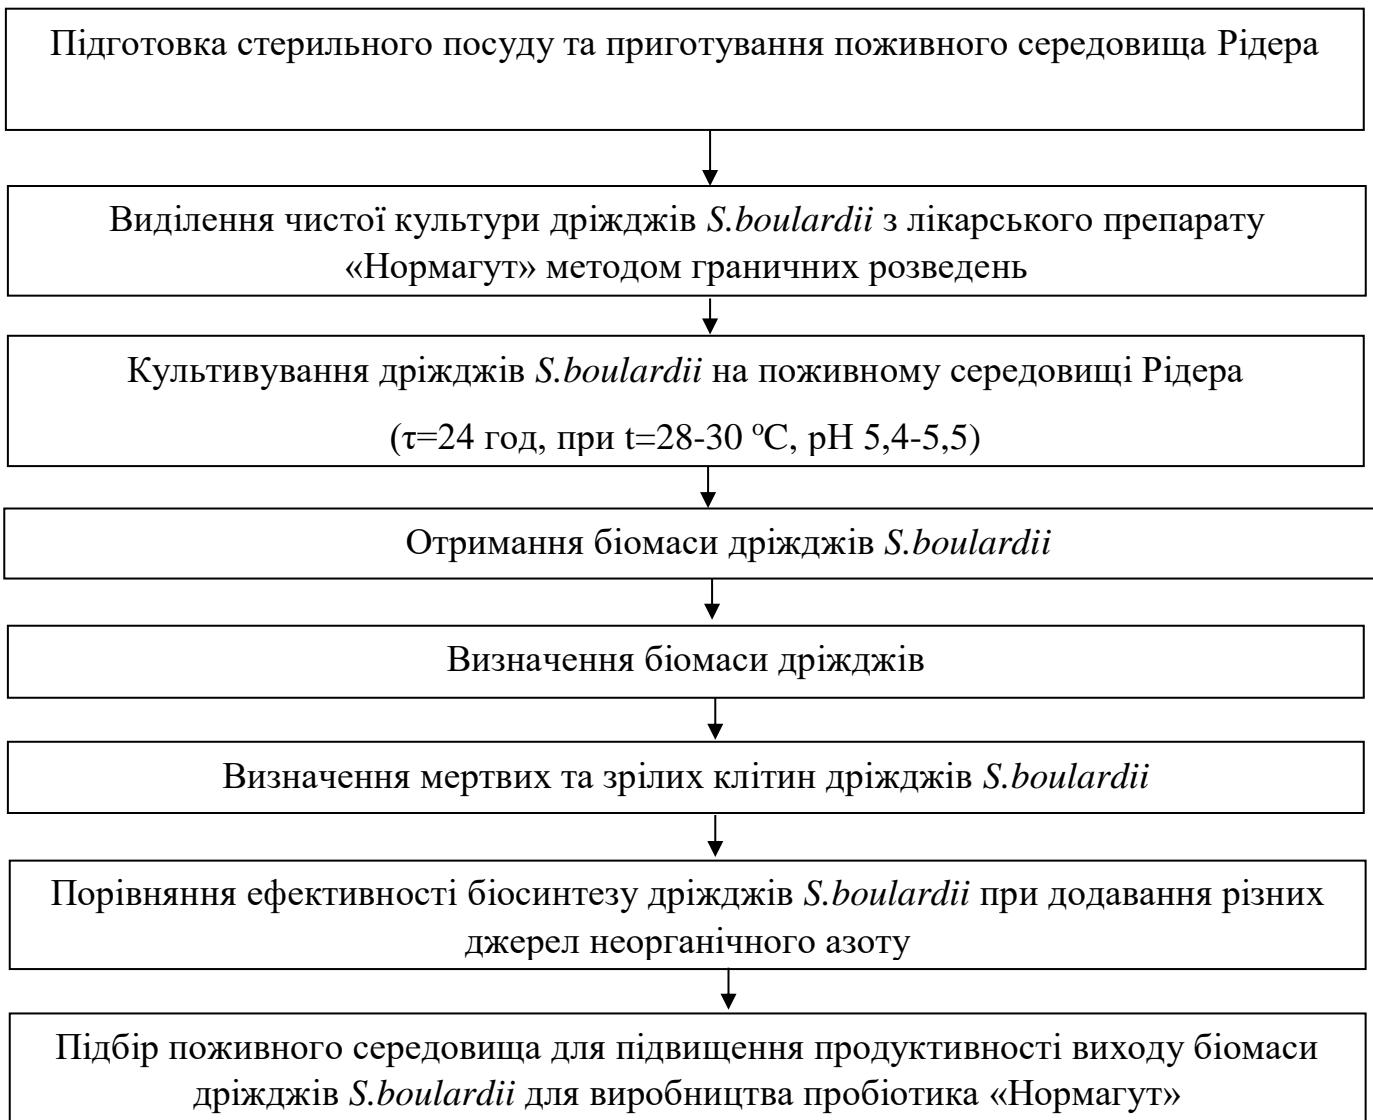 Підготовка стерильного посуду та приготування поживного середовища Рідера
Виділення чистої культури дріжджів S.boulardii з лікарського препарату
«Нормагут» методом граничних розведень
Культивування дріжджів S.boulardii на поживному середовищі Рідера
(τ=24 год, при t=28-30 ºС, рН 5,4-5,5)
Отримання біомаси дріжджів S.boulardii
Визначення біомаси дріжджів
Визначення мертвих та зрілих клітин дріжджів S.boulardii
Порівняння ефективності біосинтезу дріжджів S.boulardii при додавання різних
джерел неорганічного азоту
Підбір поживного середовища для підвищення продуктивності виходу біомаси
дріжджів S.boulardii для виробництва пробіотика «Нормагут»